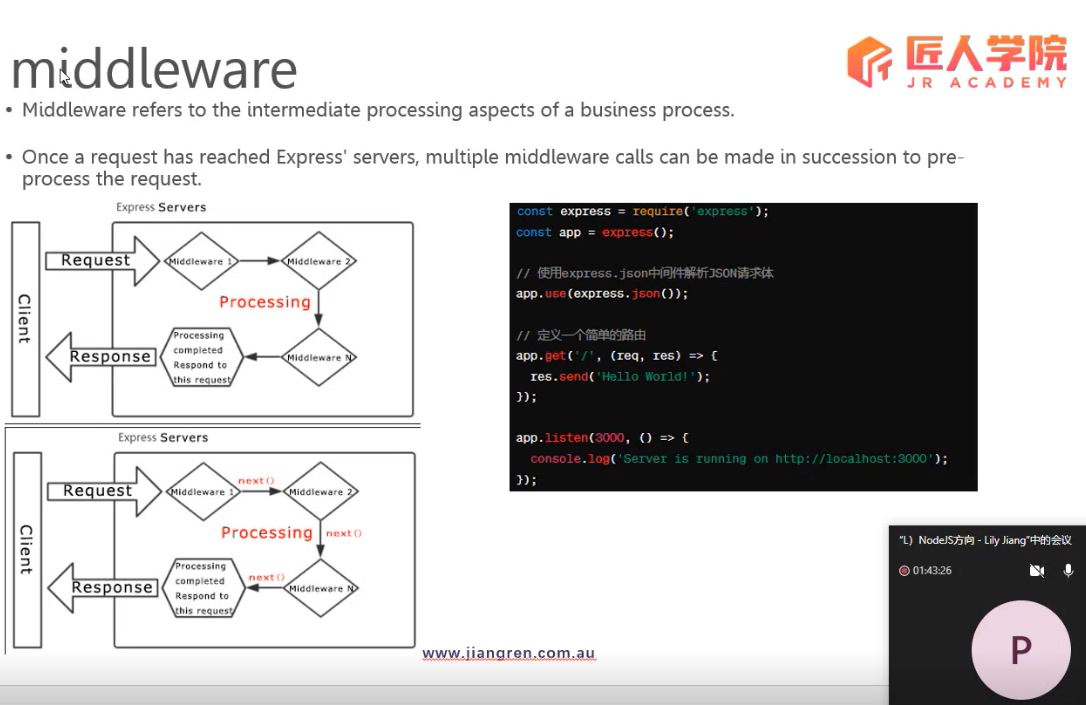 middleware
匠人学院
JR ACADEMY
• Middleware refers to the intermediate processing aspects of a business process.
• Once a request has reached Express' servers, multiple middleware calls can be made in succession to pre-
process the request.
Express Servers
Client
Request
Middleware 1
Middleware 2
Processing
Processing
completed
Respond to
this request
Middleware N
Response
Express Servers
Client
Request
Middleware 1
next()
Middleware 2
Processing
next()
Processing
completed
Respond to
this request
next()
Middleware N
Response
const express = require('express');
const app = express();
// 使用express.json中间件解析JSON请求体
app.use(express.json());
// 定义一个简单的路由
app.get('/', (req, res) => {
res.send('Hello World!');
});
app.listen(3000, () => {
console.log('Server is running on http://localhost:3000');
});
www.jiangren.com.au
“L）NodeJS方向 - Lily Jiang”中的会议
01:43:26
P